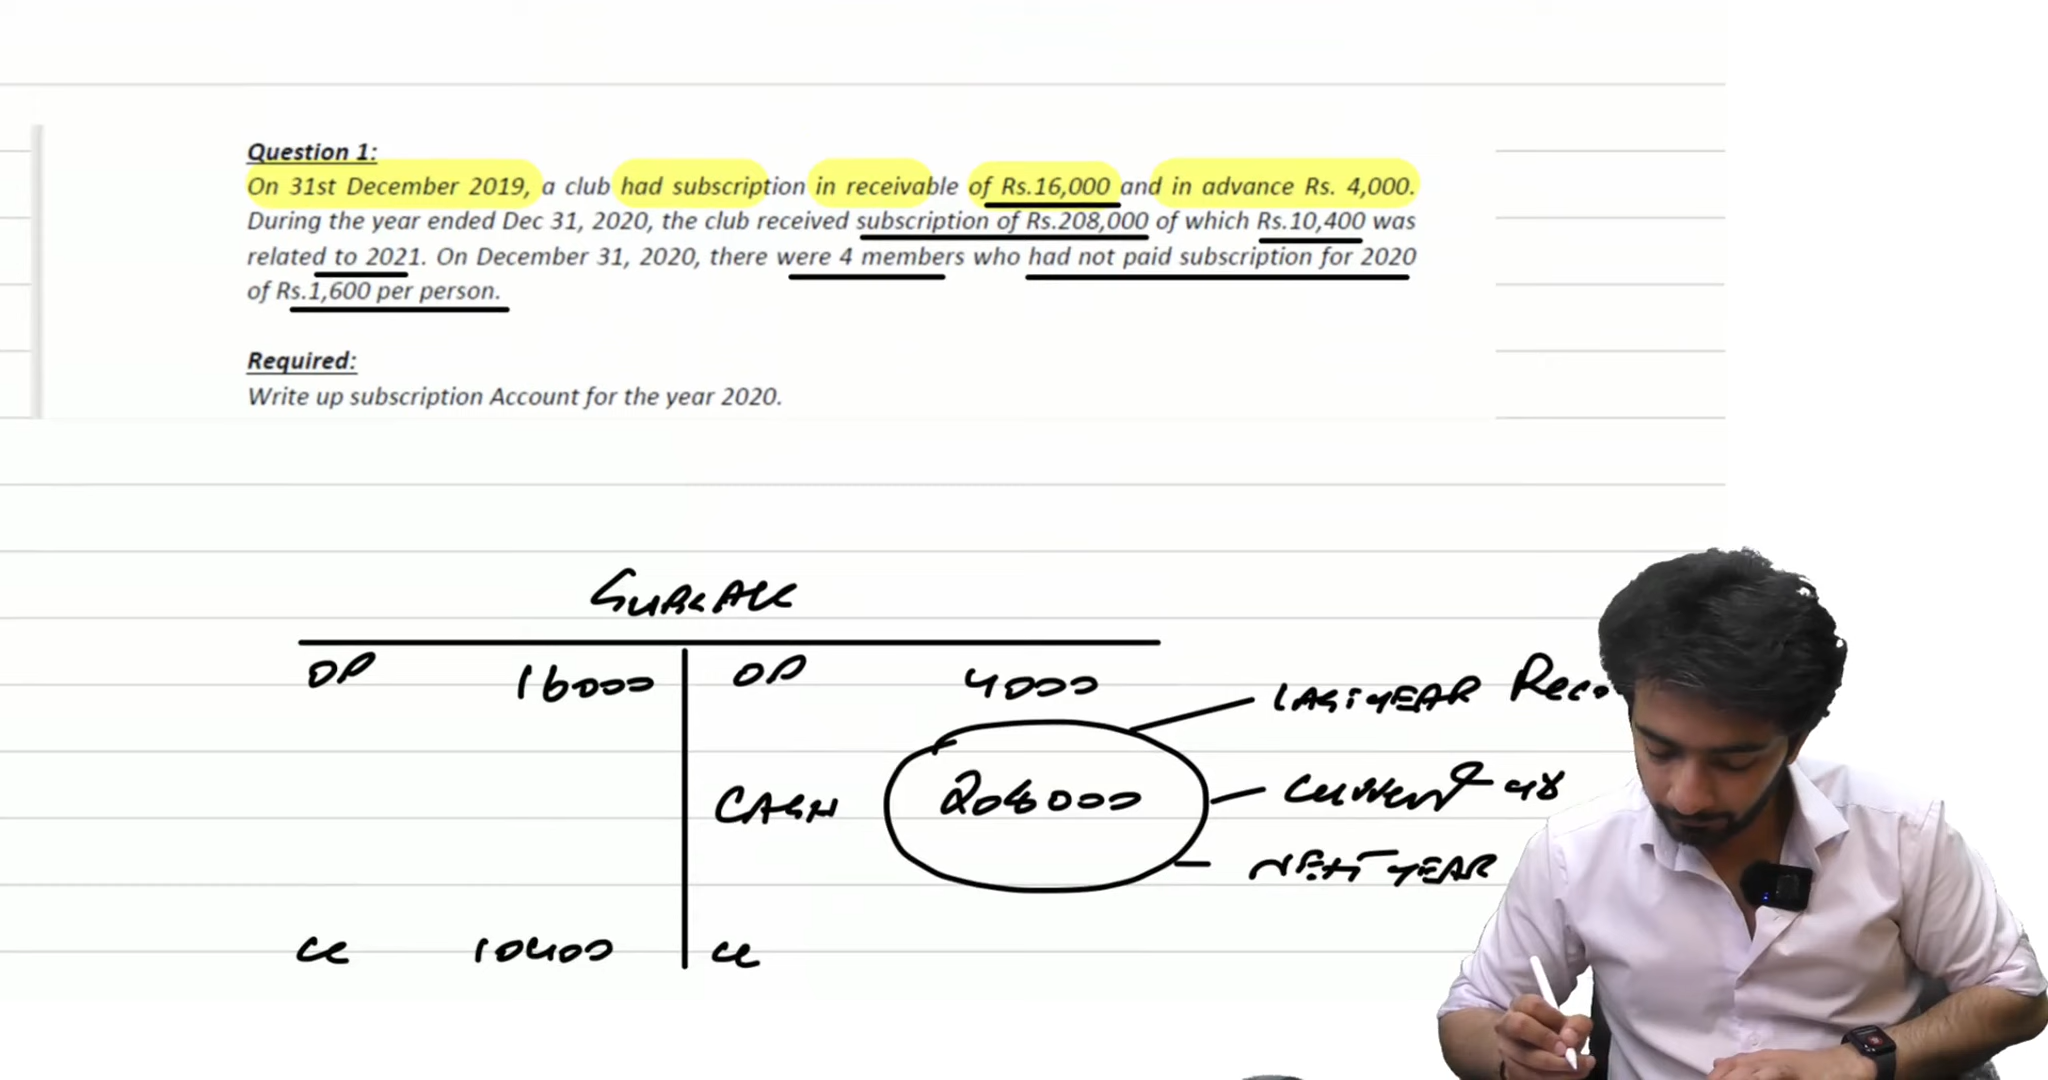 Question 1:
On 31st December 2019, a club had subscription in receivable of Rs.16,000 and in advance Rs. 4,000.
During the year ended Dec 31, 2020, the club received subscription of Rs.208,000 of which Rs.10,400 was
related to 2021. On December 31, 2020, there were 4 members who had not paid subscription for 2020
of Rs.1,600 per person.
Required:
Write up subscription Account for the year 2020.
OP 16000 OP 4000
LAST YEAR
CASH 208000 Current
NEXT YEAR
10400